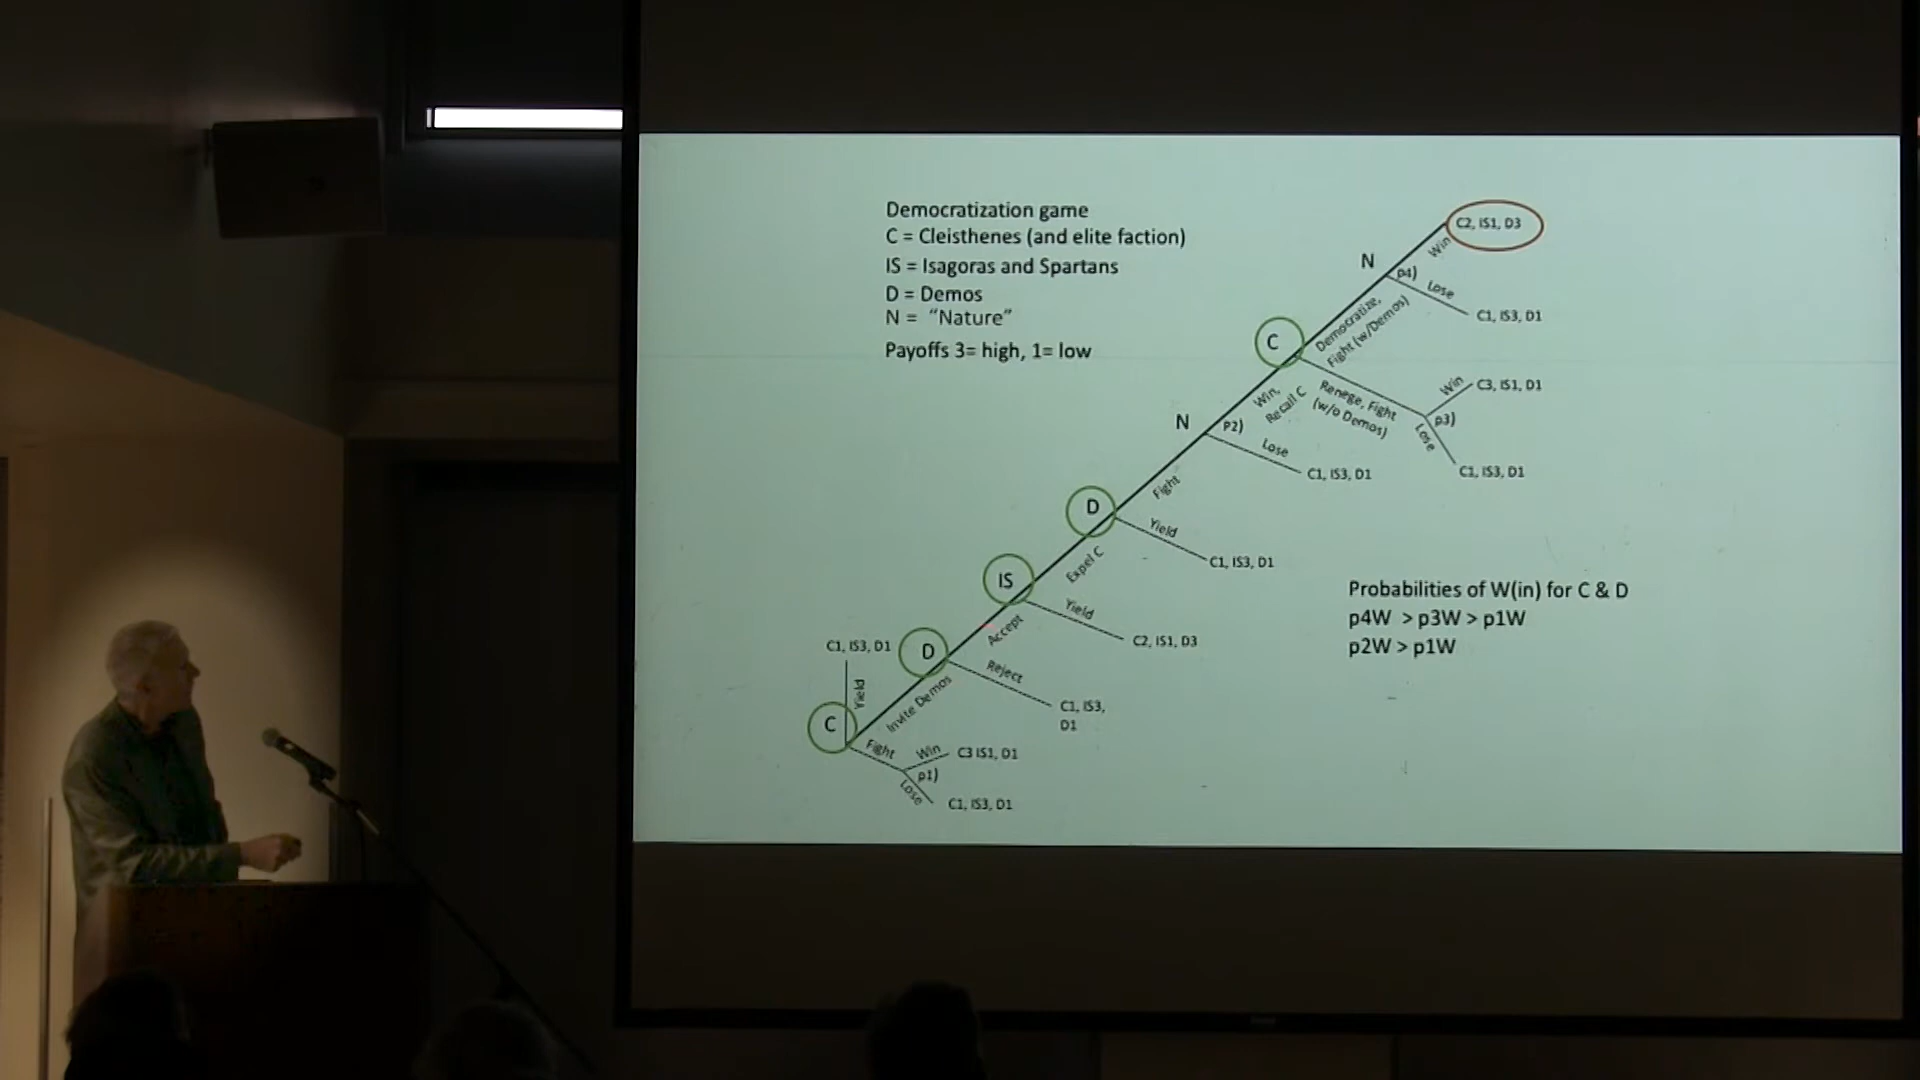 Democratization game
C = Cleisthenes (and elite faction)
IS = Isagoras and Spartans
D = Demos
N = “Nature”
Payoffs 3= high, 1= low
C2, IS1, D3
Win
N
p4)
Lose
C1, IS3, D1
Democratize,
Fight (w/Demos)
C
Win
C3, IS1, D1
Renege, Fight
(w/o Demos)
p3)
Lose
C1, IS3, D1
Win,
Recall C
N
p2)
Lose
C1, IS3, D1
Fight
D
Yield
C1, IS3, D1
Expel C
IS
Yield
C2, IS1, D3
Accept
D
Reject
C1, IS3,
D1
C1, IS3, D1
Yield
Invite Demos
C
Fight
Win
C3 IS1, D1
p1)
Lose
C1, IS3, D1
Probabilities of W(in) for C & D
p4W > p3W > p1W
p2W > p1W